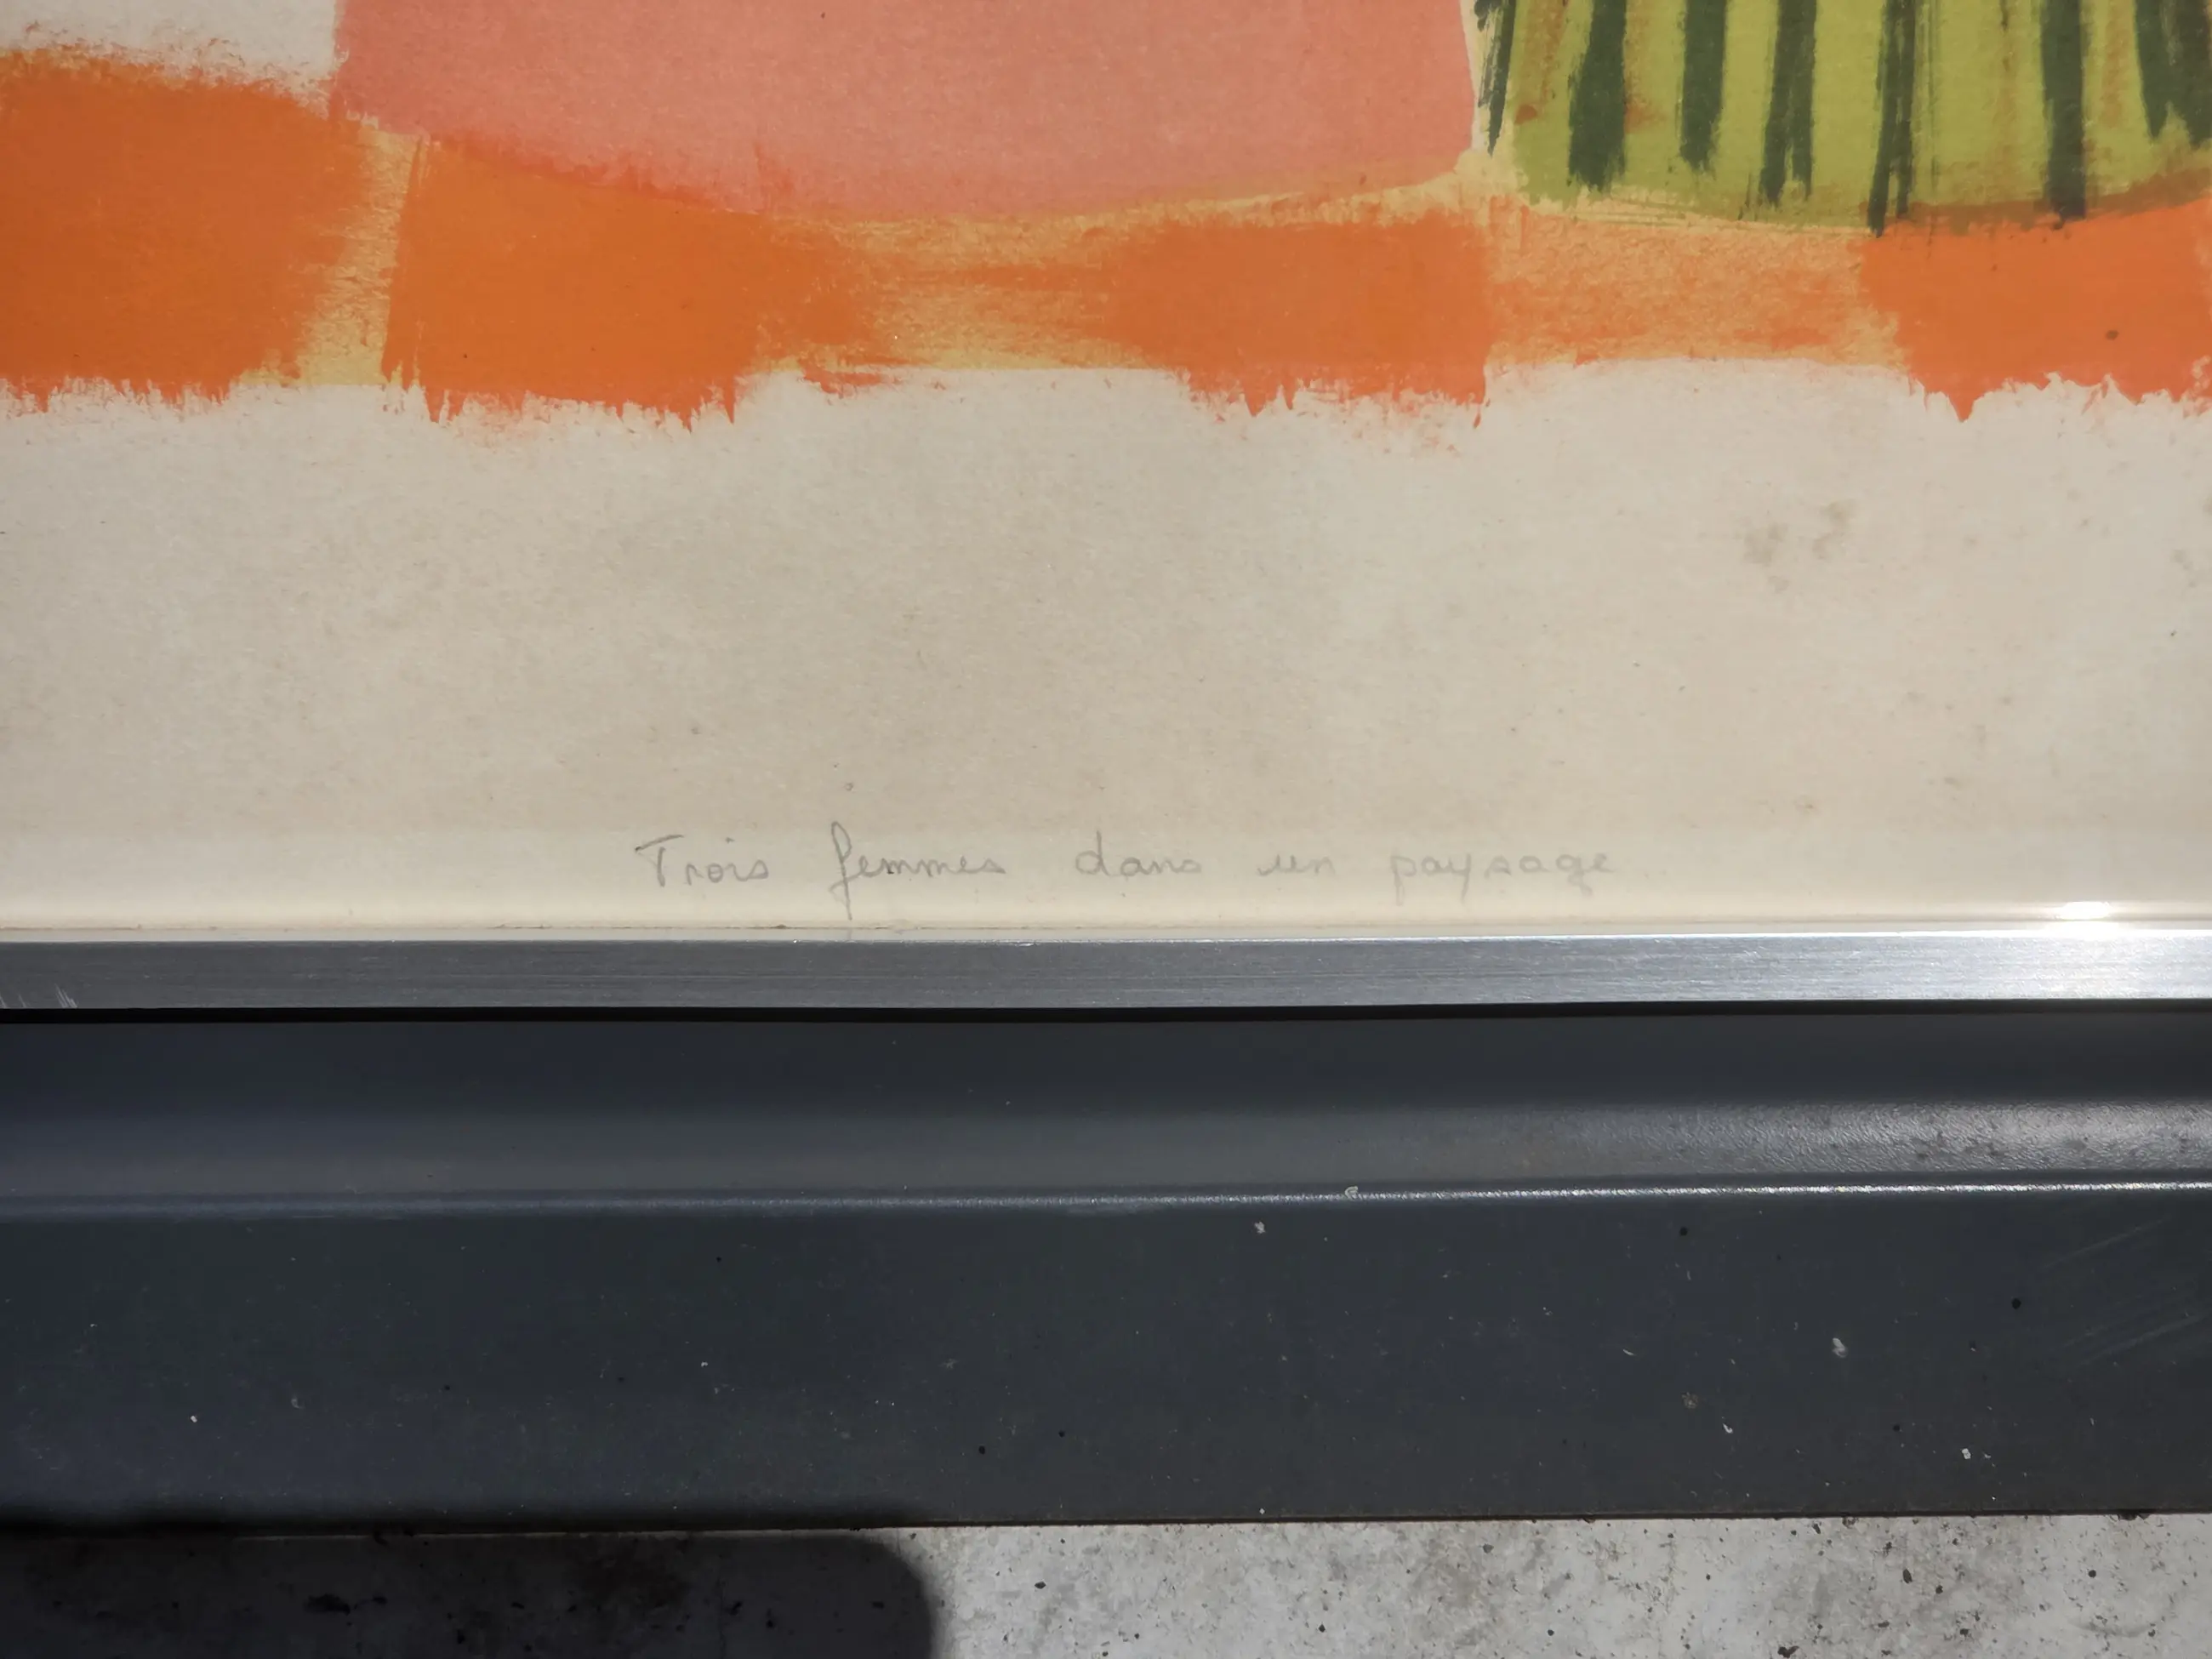 Trois femmes dans un paysage